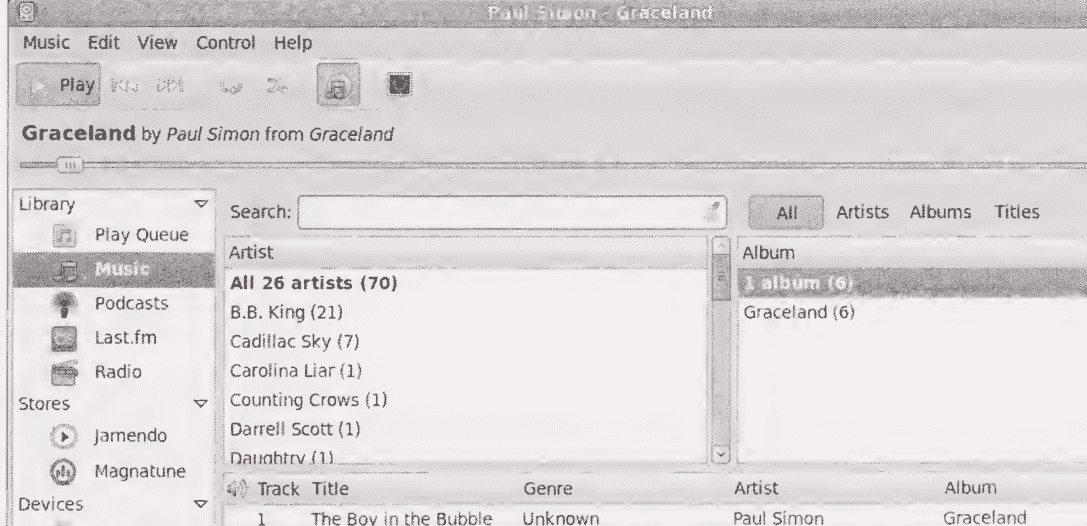 Paul Simon - Graceland
Music Edit View Control Help
Play
Graceland by Paul Simon from Graceland
Library
Play Queue
Music
Podcasts
Last.fm
Radio
Stores
Jamendo
Magnatune
Devices
Search:
All Artists Albums Titles
Artist
All 26 artists (70)
B.B. King (21)
Cadillac Sky (7)
Carolina Liar (1)
Counting Crows (1)
Darrell Scott (1)
Daughtry (1)
Album
1 album (6)
Graceland (6)
Track Title Genre Artist Album
1 The Boy in the Bubble Unknown Paul Simon Graceland